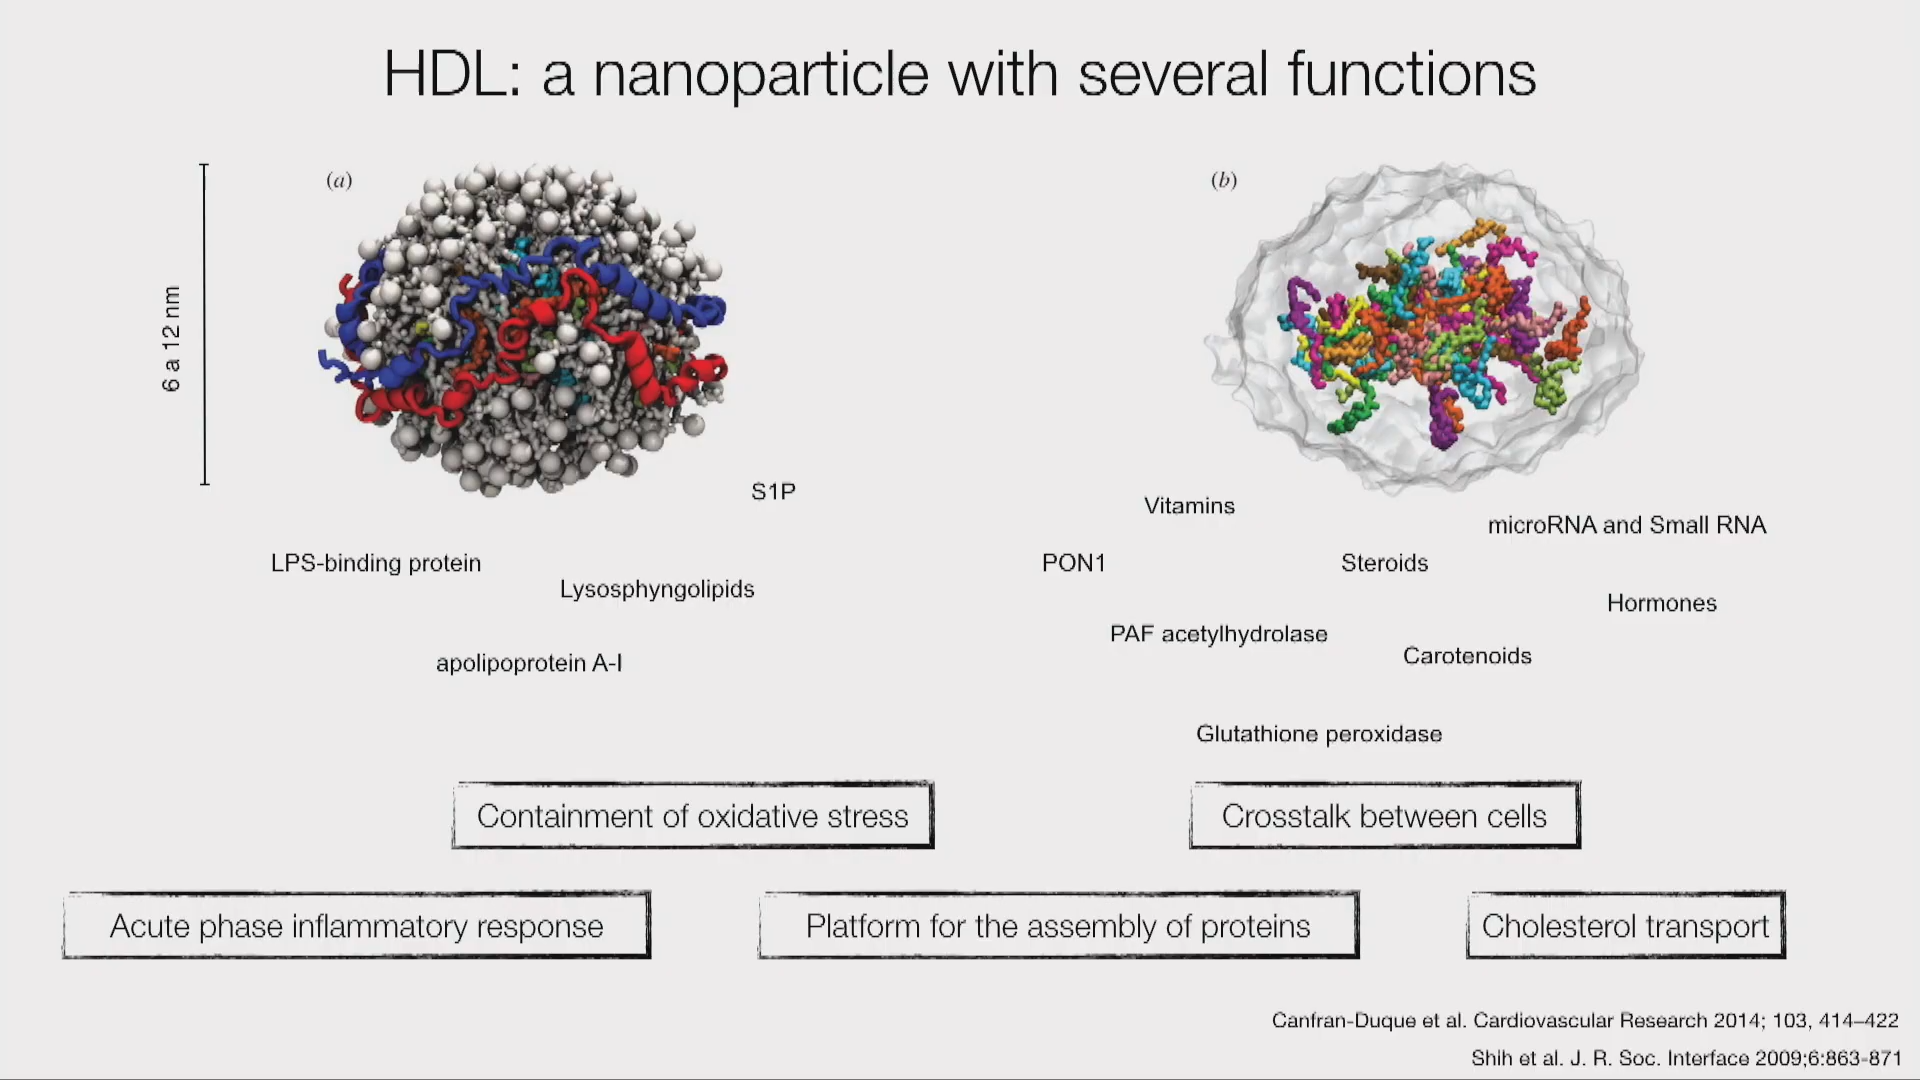 HDL: a nanoparticle with several functions
(a)
(b)
6 a 12 nm
S1P
Vitamins
microRNA and Small RNA
LPS-binding protein
PON1
Steroids
Lysosphyngolipids
Hormones
PAF acetylhydrolase
Carotenoids
apolipoprotein A-I
Glutathione peroxidase
Containment of oxidative stress
Crosstalk between cells
Acute phase inflammatory response
Platform for the assembly of proteins
Cholesterol transport
Canfran-Duque et al. Cardiovascular Research 2014; 103, 414–422
Shih et al. J. R. Soc. Interface 2009;6:863-871